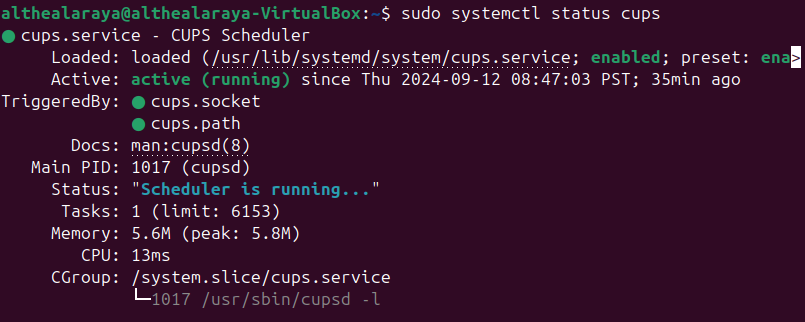 althealaraya@althealaraya-VirtualBox:~$ sudo systemctl status cups
● cups.service - CUPS Scheduler
Loaded: loaded (/usr/lib/systemd/system/cups.service; enabled; preset: ena>
Active: active (running) since Thu 2024-09-12 08:47:03 PST; 35min ago
TriggeredBy: ● cups.socket
● cups.path
Docs: man:cupsd(8)
Main PID: 1017 (cupsd)
Status: "Scheduler is running..."
Tasks: 1 (limit: 6153)
Memory: 5.6M (peak: 5.8M)
CPU: 13ms
CGroup: /system.slice/cups.service
└─1017 /usr/sbin/cupsd -l